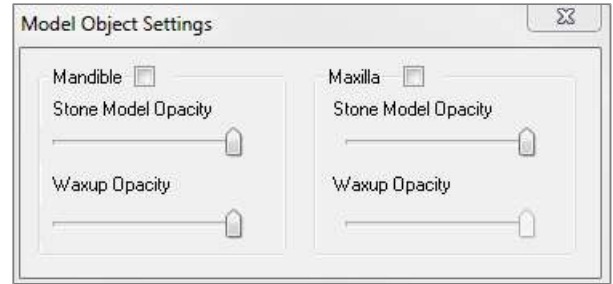 Model Object Settings
Mandible
Stone Model Opacity
Waxup Opacity
Maxilla
Stone Model Opacity
Waxup Opacity